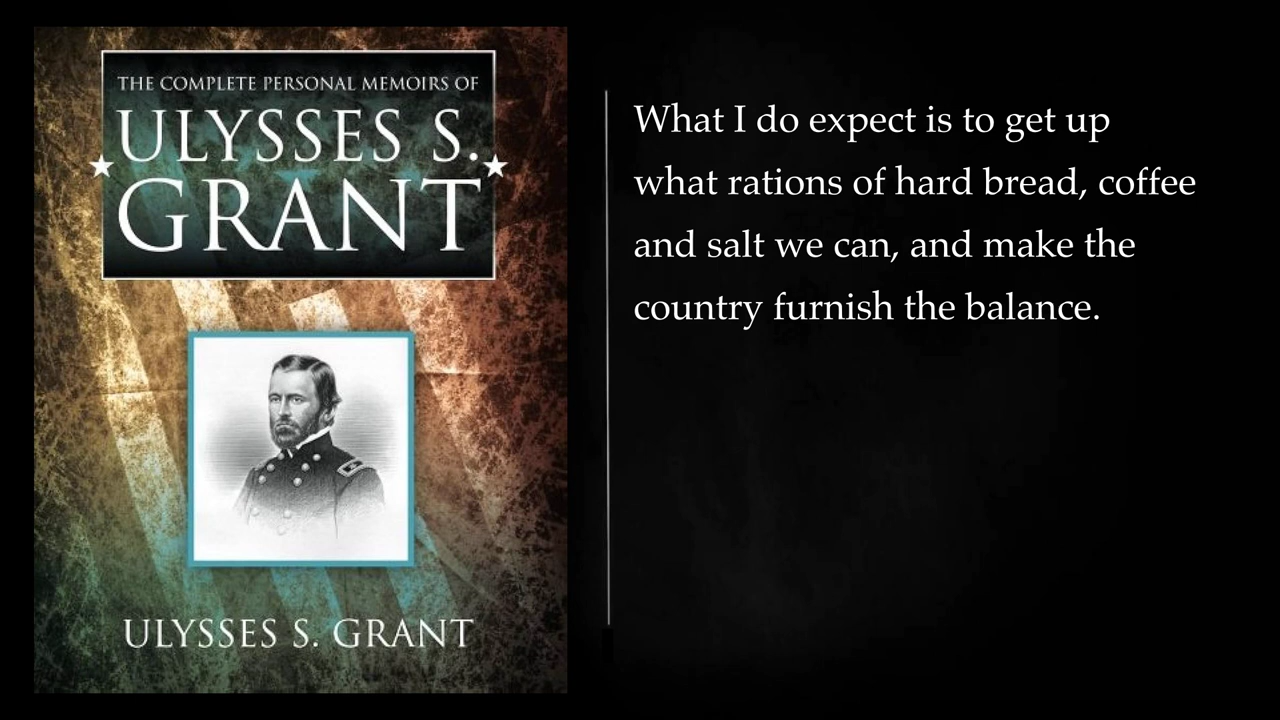 THE COMPLETE PERSONAL MEMOIRS OF
ULYSSES S.
GRANT
ULYSSES S. GRANT
What I do expect is to get up
what rations of hard bread, coffee
and salt we can, and make the
country furnish the balance.